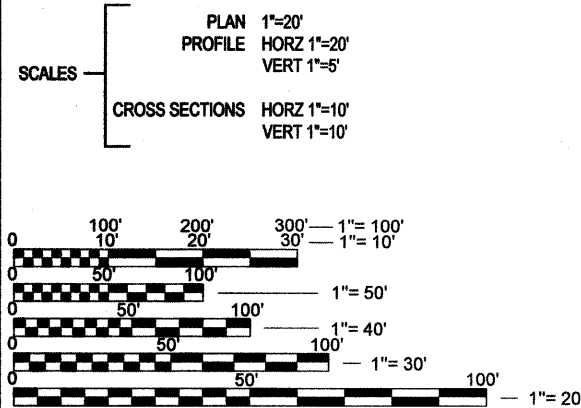 PLAN 1"=20'
PROFILE HORZ 1"=20'
VERT 1"=5'
SCALES
CROSS SECTIONS HORZ 1"=10'
VERT 1"=10'
100' 200' 300' 1"= 100'
0 10' 20' 30' 1"= 10'
0 50' 100'
1"= 50'
0 50' 100'
1"= 40'
0 50' 100'
1"= 30'
0 50' 100'
1"= 20